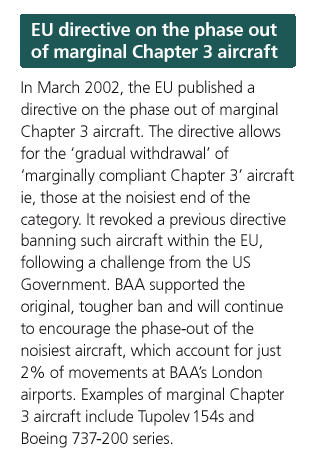 EU directive on the phase out
of marginal Chapter 3 aircraft
In March 2002, the EU published a
directive on the phase out of marginal
Chapter 3 aircraft. The directive allows
for the ‘gradual withdrawal’ of
‘marginally compliant Chapter 3’ aircraft
ie, those at the noisiest end of the
category. It revoked a previous directive
banning such aircraft within the EU,
following a challenge from the US
Government. BAA supported the
original, tougher ban and will continue
to encourage the phase-out of the
noisiest aircraft, which account for just
2% of movements at BAA’s London
airports. Examples of marginal Chapter
3 aircraft include Tupolev 154s and
Boeing 737-200 series.